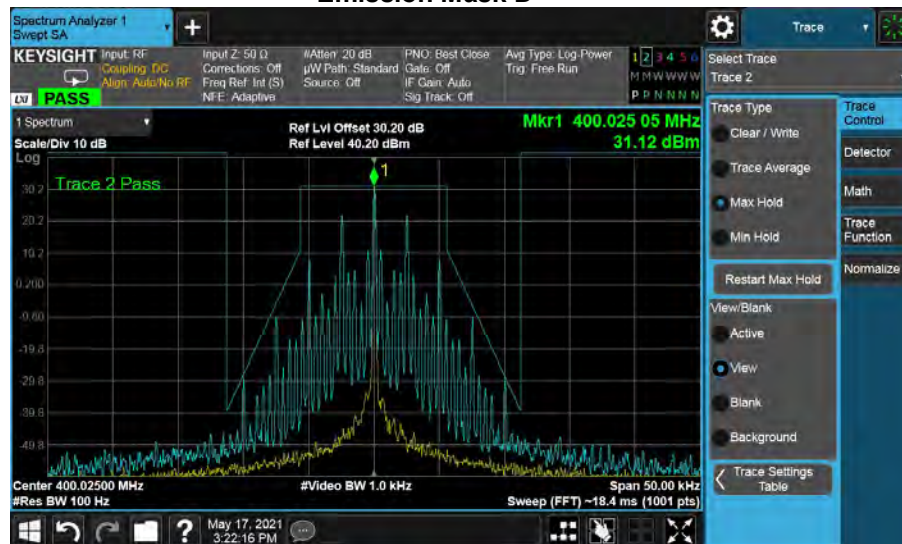 Emission Mask D
Spectrum Analyzer 1
Swept SA
Trace
KEYSIGHT
Input: RF
Coupling: DC
Align: Auto/No RF
Input Z: 50 Ω
Corrections: Off
Freq Ref: Int (S)
NFE: Adaptive
#Atten: 20 dB
µW Path: Standard
Source: Off
PNO: Best Close
Gate: Off
IF Gain: Auto
Sig Track: Off
Avg Type: Log-Power
Trig: Free Run
1 2 3 4 5 6
M M W W W W
P P N N N N
LXI PASS
Select Trace
Trace 2
1 Spectrum
Scale/Div 10 dB
Ref Lvl Offset 30.20 dB
Ref Level 40.20 dBm
Mkr1 400.025 05 MHz
31.12 dBm
Log
Trace 2 Pass
1
30.2
20.2
10.2
0.200
-9.80
-19.8
-29.8
-39.8
-49.8
Center 400.02500 MHz
#Res BW 100 Hz
#Video BW 1.0 kHz
Span 50.00 kHz
Sweep (FFT) ~18.4 ms (1001 pts)
Trace Type
Clear / Write
Trace Average
Max Hold
Min Hold
Restart Max Hold
View/Blank
Active
View
Blank
Background
Trace Settings
Table
Trace
Control
Detector
Math
Trace
Function
Normalize
?
May 17, 2021
3:22:16 PM